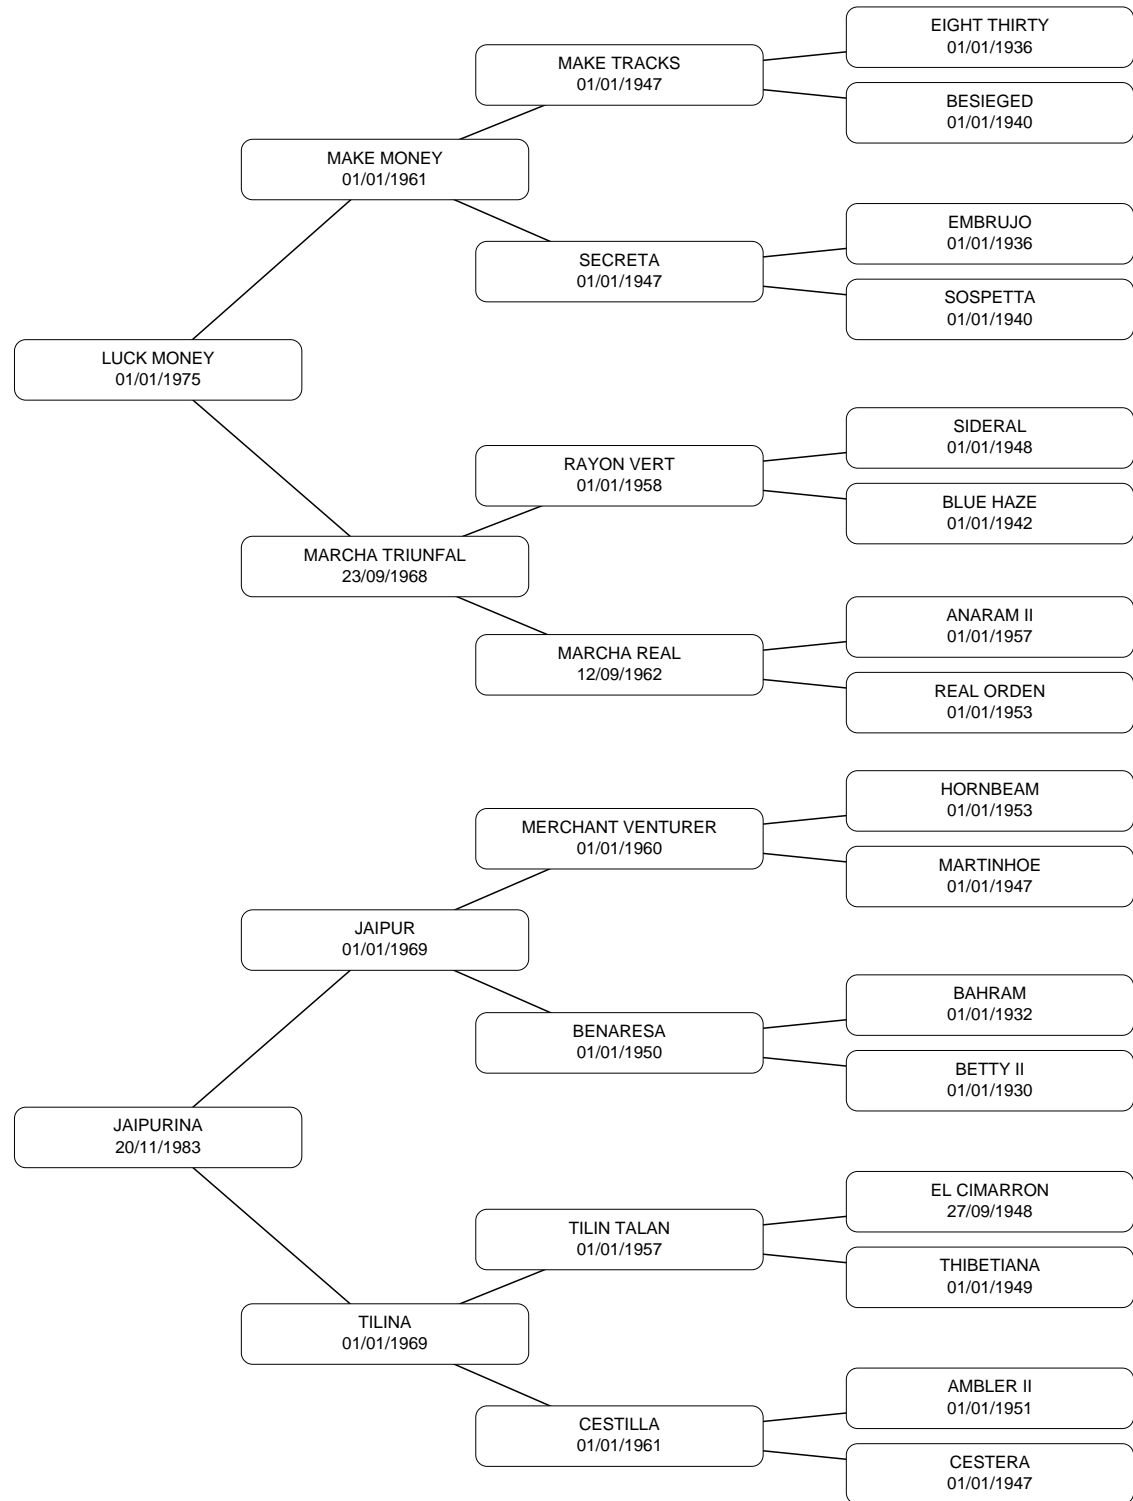 EIGHT THIRTY
01/01/1936
MAKE TRACKS
01/01/1947
BESIEGED
01/01/1940
MAKE MONEY
01/01/1961
EMBRUJO
01/01/1936
SECRETA
01/01/1947
SOSPETTA
01/01/1940
LUCK MONEY
01/01/1975
SIDERAL
01/01/1948
RAYON VERT
01/01/1958
BLUE HAZE
01/01/1942
MARCHA TRIUNFAL
23/09/1968
ANARAM II
01/01/1957
MARCHA REAL
12/09/1962
REAL ORDEN
01/01/1953
HORNBEAM
01/01/1953
MERCHANT VENTURER
01/01/1960
MARTINHOE
01/01/1947
JAIPUR
01/01/1969
BAHRAM
01/01/1932
BENARESA
01/01/1950
BETTY II
01/01/1930
JAIPURINA
20/11/1983
EL CIMARRON
27/09/1948
TILIN TALAN
01/01/1957
THIBETIANA
01/01/1949
TILINA
01/01/1969
AMBLER II
01/01/1951
CESTILLA
01/01/1961
CESTERA
01/01/1947